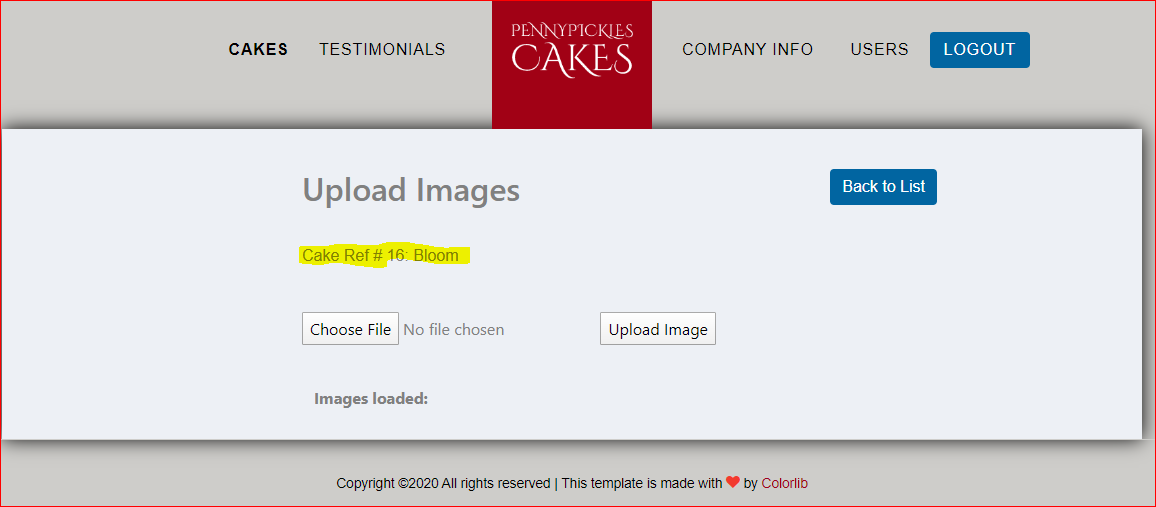 CAKES TESTIMONIALS PENNYPICKLES CAKES COMPANY INFO USERS LOGOUT
Upload Images Back to List
Cake Ref # 16: Bloom
Choose File No file chosen Upload Image
Images loaded:
Copyright ©2020 All rights reserved | This template is made with ❤ by Colorlib